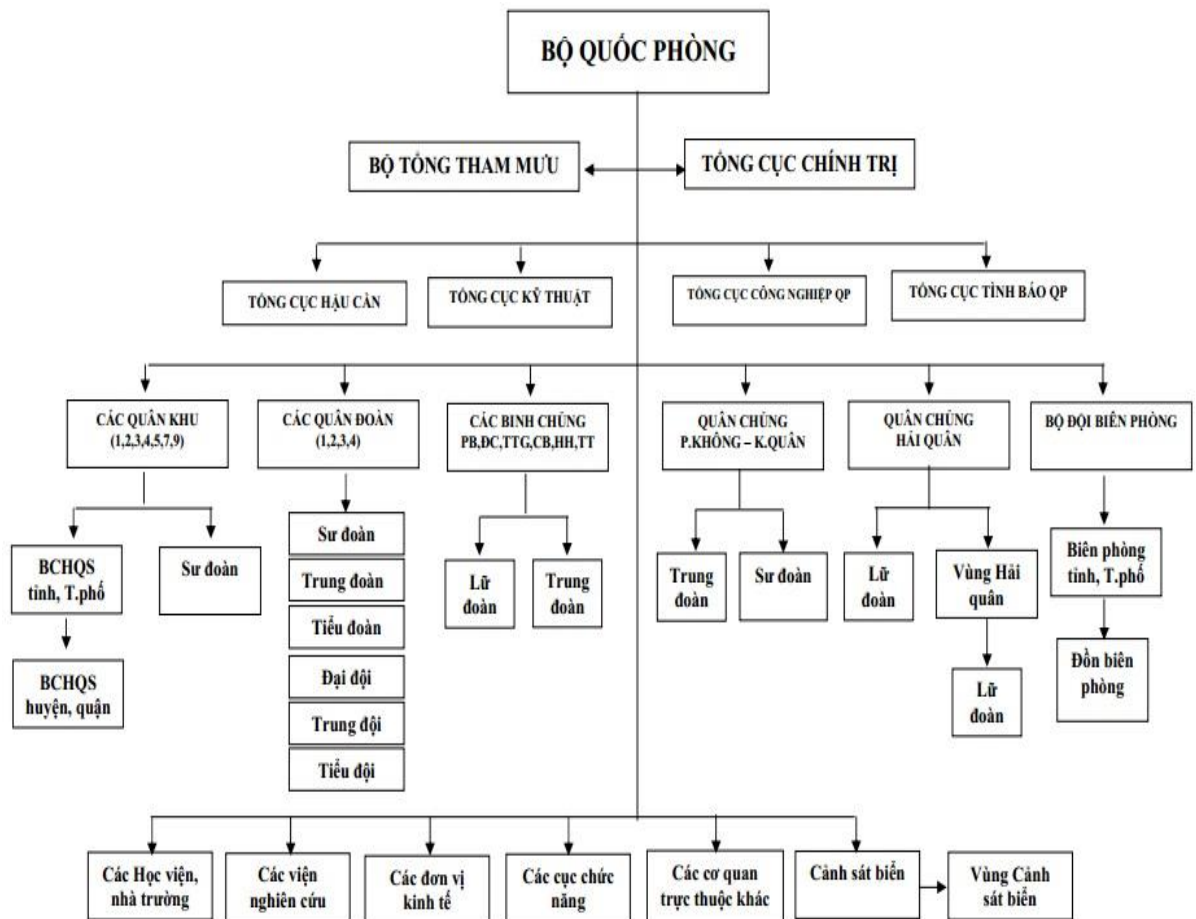 BỘ QUỐC PHÒNG
BỘ TỔNG THAM MƯU
TỔNG CỤC CHÍNH TRỊ
TỔNG CỤC HẬU CẦN
TỔNG CỤC KỸ THUẬT
TỔNG CỤC CÔNG NGHIỆP QP
TỔNG CỤC TÌNH BÁO QP
CÁC QUÂN KHU
(1,2,3,4,5,7,9)
CÁC QUÂN ĐOÀN
(1,2,3,4)
CÁC BINH CHỦNG
PB,ĐC,TTG,CB,HH,TT
QUÂN CHỦNG
P.KHÔNG – K.QUÂN
QUÂN CHỦNG
HẢI QUÂN
BỘ ĐỘI BIÊN PHÒNG
BCHQS
tỉnh, T.phố
Sư đoàn
BCHQS
huyện, quận
Sư đoàn
Trung đoàn
Tiểu đoàn
Đại đội
Trung đội
Tiểu đội
Lữ
đoàn
Trung
đoàn
Trung
đoàn
Sư đoàn
Lữ
đoàn
Vùng Hải
quân
Lữ
đoàn
Biên phòng
tỉnh, T.phố
Đồn biên
phòng
Các Học viện,
nhà trường
Các viện
nghiên cứu
Các đơn vị
kinh tế
Các cục chức
năng
Các cơ quan
trực thuộc khác
Cảnh sát biển
Vùng Cảnh
sát biển